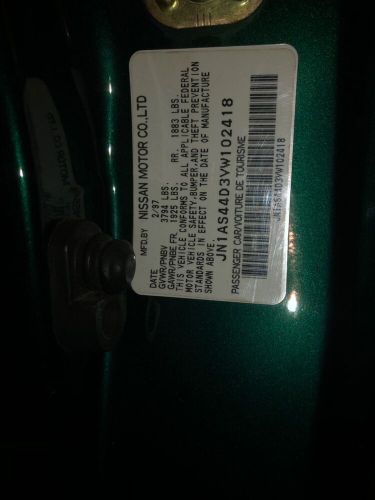 MFD.BY NISSAN MOTOR CO.,LTD
DATE 2/97
GVWR/PNBV 3794 LBS.
GAWR/PNBE FR. 1925 LBS. RR. 1883 LBS.
THIS VEHICLE CONFORMS TO ALL APPLICABLE FEDERAL
MOTOR VEHICLE SAFETY,BUMPER,AND THEFT PREVENTION
STANDARDS IN EFFECT ON THE DATE OF MANUFACTURE
SHOWN ABOVE.
JN1AS44D3VW102418
JN1AS44D3VW102418
PASSENGER CAR/VOITURE DE TOURISME